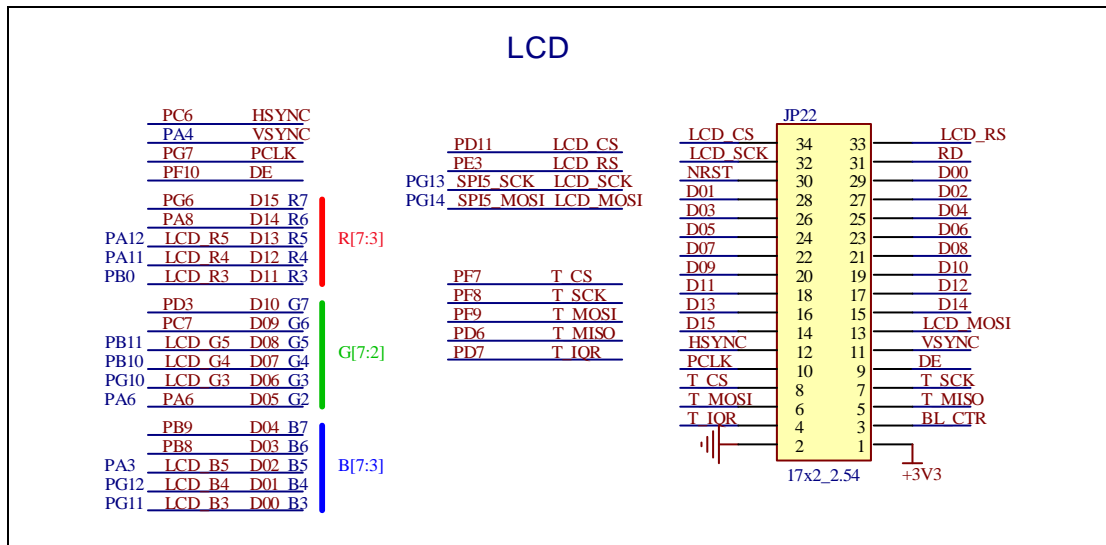 LCD
PC6 HSYNC
PA4 VSYNC
PG7 PCLK
PF10 DE
PG6 D15 R7
PA8 D14 R6
PA12 LCD_R5 D13 R5
PA11 LCD_R4 D12 R4
PB0 LCD_R3 D11 R3
R[7:3]
PD3 D10 G7
PC7 D09 G6
PB11 LCD_G5 D08 G5
PB10 LCD_G4 D07 G4
PG10 LCD_G3 D06 G3
PA6 PA6 D05 G2
G[7:2]
PB9 D04 B7
PB8 D03 B6
PA3 LCD_B5 D02 B5
PG12 LCD_B4 D01 B4
PG11 LCD_B3 D00 B3
B[7:3]
PD11 LCD_CS
PE3 LCD_RS
PG13 SPI5_SCK LCD_SCK
PG14 SPI5_MOSI LCD_MOSI
PF7 T_CS
PF8 T_SCK
PF9 T_MOSI
PD6 T_MISO
PD7 T_IQR
JP22
LCD_CS 34 33 LCD_RS
LCD_SCK 32 31 RD
NRST 30 29 D00
D01 28 27 D02
D03 26 25 D04
D05 24 23 D06
D07 22 21 D08
D09 20 19 D10
D11 18 17 D12
D13 16 15 D14
D15 14 13 LCD_MOSI
HSYNC 12 11 VSYNC
PCLK 10 9 DE
T_CS 8 7 T_SCK
T_MOSI 6 5 T_MISO
T_IQR 4 3 BL_CTR
2 1
17x2_2.54 +3V3